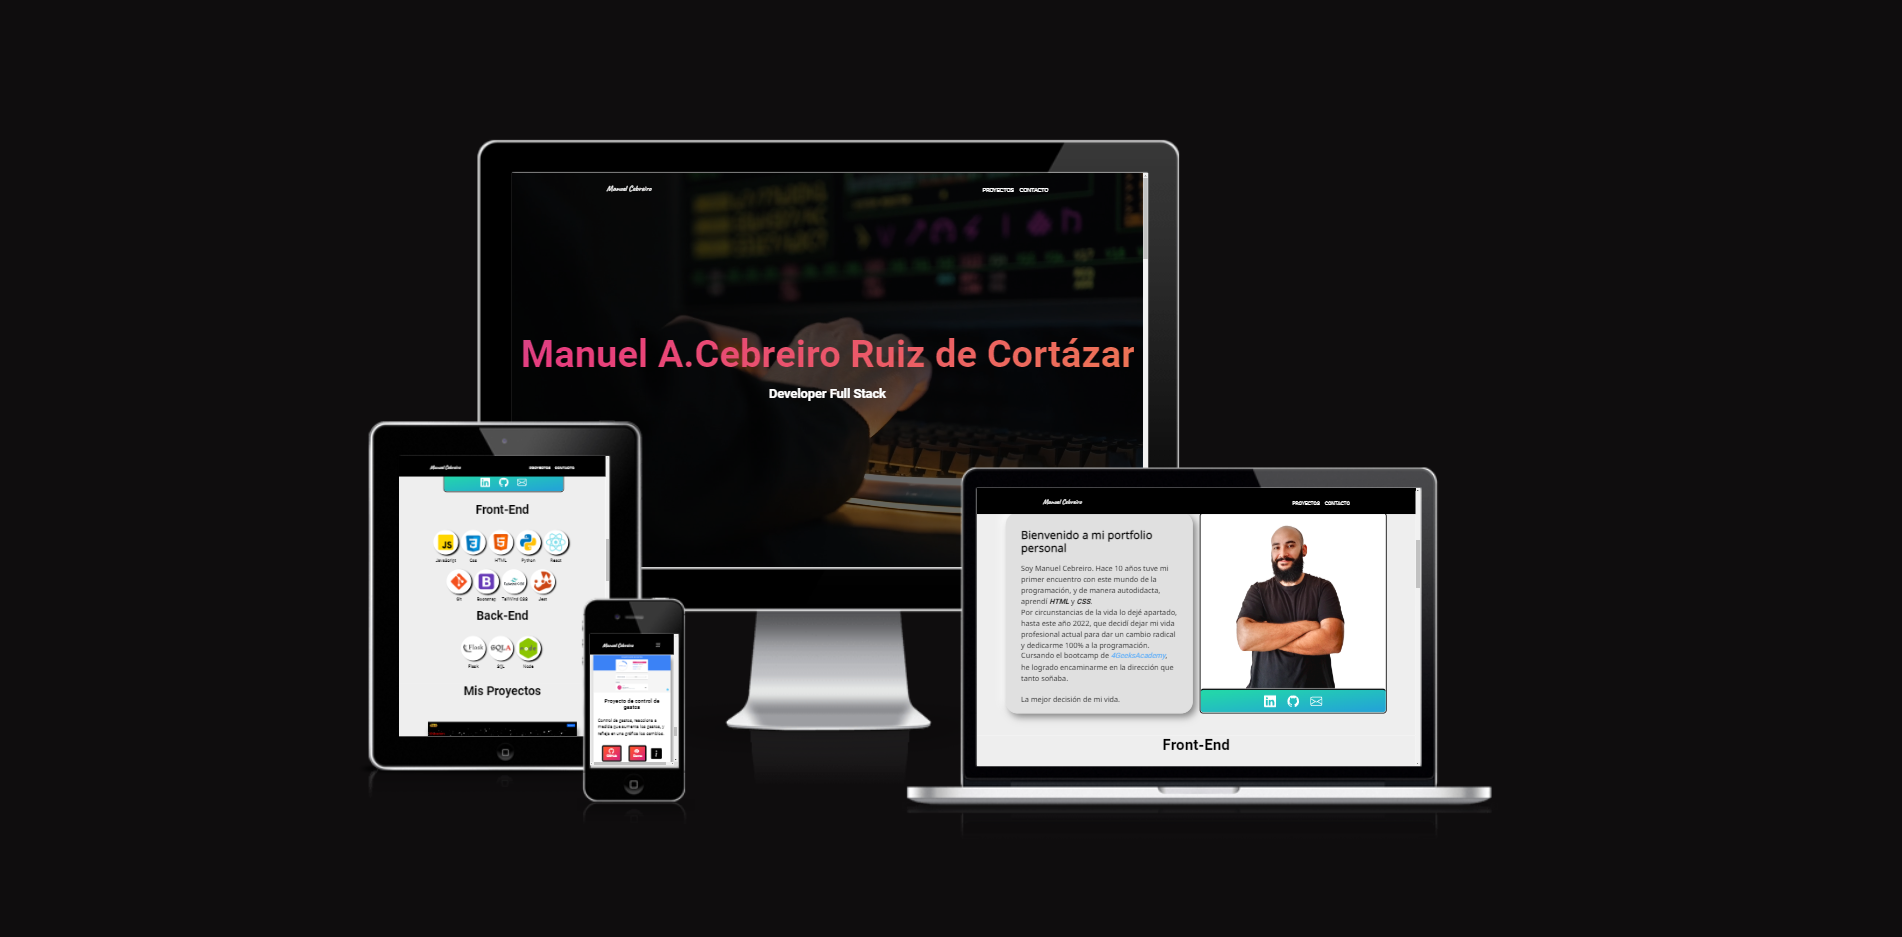 Manuel Cebreiro
PROYECTOS CONTACTO
Manuel A.Cebreiro Ruiz de Cortázar
Developer Full Stack
Manuel Cebreiro
PROYECTOS CONTACTO
Front-End
JS
JavaScript Css HTML Python React
B
Git Bootstrap TailWind CSS Jest
Back-End
Flask SQLA
Flask SQL Node
Mis Proyectos
Manuel Cebreiro
Proyecto de control de
gastos
Control de gastos, reacciona a
medida que aumenta los gastos, y
refleja en una gráfica los cambios.
GitHub Demo
Manuel Cebreiro
PROYECTOS CONTACTO
Bienvenido a mi portfolio
personal
Soy Manuel Cebreiro. Hace 10 años tuve mi
primer encuentro con este mundo de la
programación, y de manera autodidacta,
aprendí HTML y CSS.
Por circunstancias de la vida lo dejé apartado,
hasta este año 2022, que decidí dejar mi vida
profesional actual para dar un cambio radical
y dedicarme 100% a la programación.
Cursando el bootcamp de 4GeeksAcademy,
he logrado encaminarme en la dirección que
tanto soñaba.
La mejor decisión de mi vida.
Front-End